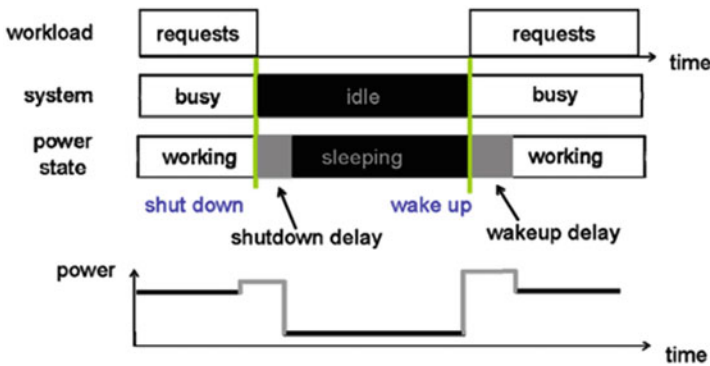 workload requests requests
time
system busy idle busy
power state working sleeping working
shut down wake up
shutdown delay wakeup delay
power
time